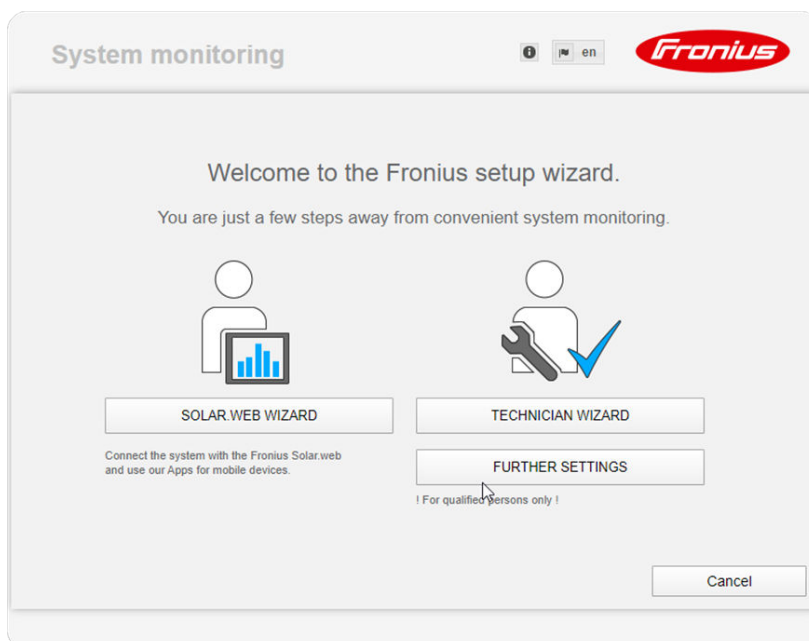 System monitoring
en
Fronius
Welcome to the Fronius setup wizard.
You are just a few steps away from convenient system monitoring.
SOLAR.WEB WIZARD
TECHNICIAN WIZARD
Connect the system with the Fronius Solar.web
and use our Apps for mobile devices.
FURTHER SETTINGS
! For qualified persons only !
Cancel